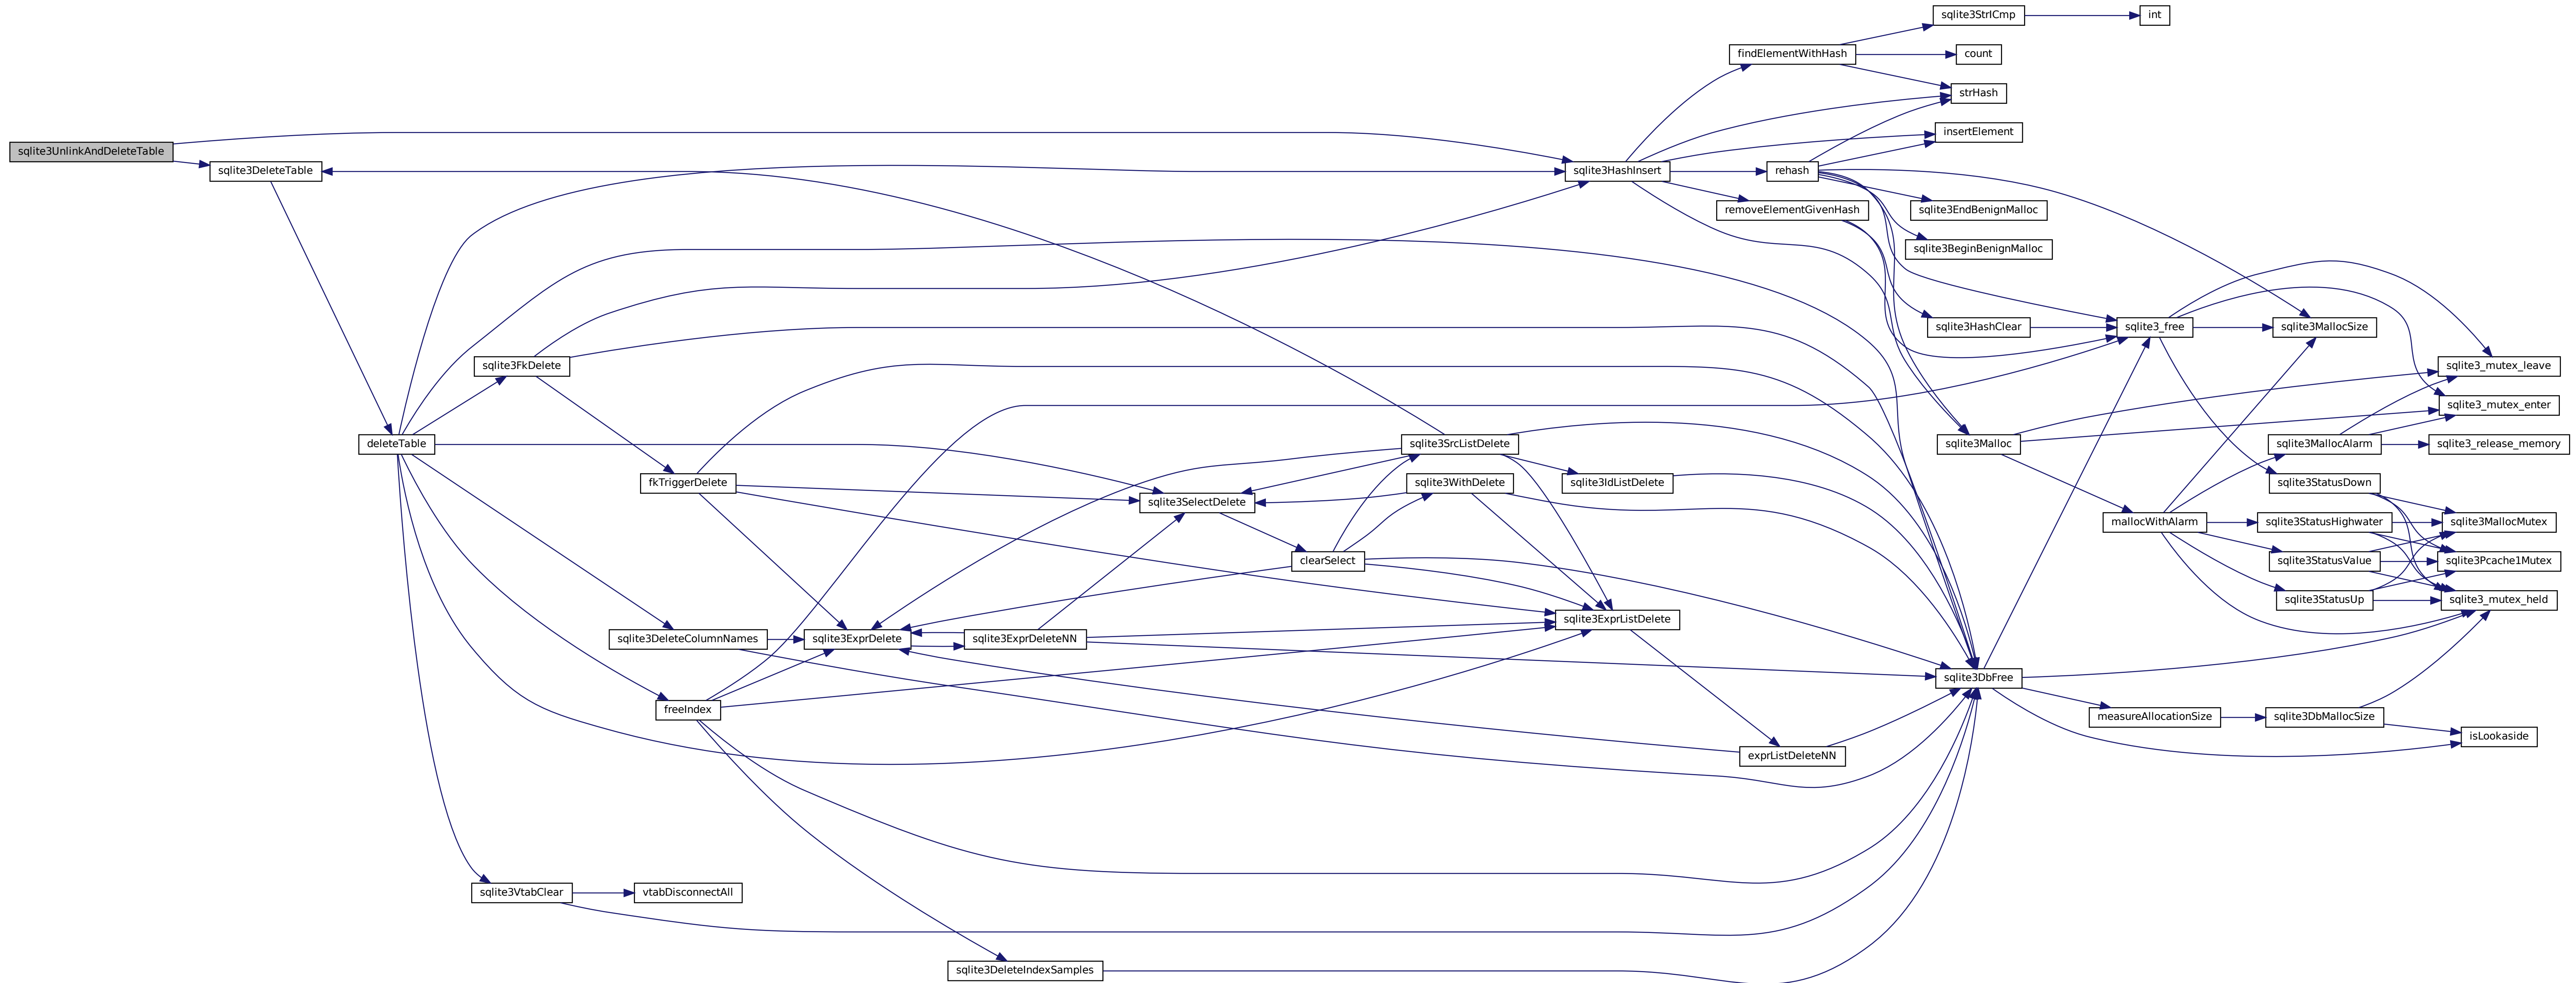 sqlite3UnlinkAndDeleteTable
sqlite3DeleteTable
deleteTable
sqlite3FkDelete
fkTriggerDelete
sqlite3DeleteColumnNames
freeIndex
sqlite3VtabClear
vtabDisconnectAll
sqlite3ExprDelete
sqlite3ExprDeleteNN
sqlite3DeleteIndexSamples
sqlite3SelectDelete
clearSelect
sqlite3SrcListDelete
sqlite3WithDelete
sqlite3IdListDelete
sqlite3ExprListDelete
exprListDeleteNN
sqlite3HashInsert
findElementWithHash
rehash
removeElementGivenHash
sqlite3StrICmp
int
count
strHash
insertElement
sqlite3EndBenignMalloc
sqlite3BeginBenignMalloc
sqlite3HashClear
sqlite3Malloc
sqlite3DbFree
sqlite3_free
mallocWithAlarm
measureAllocationSize
sqlite3MallocSize
sqlite3MallocAlarm
sqlite3StatusDown
sqlite3StatusHighwater
sqlite3StatusValue
sqlite3StatusUp
sqlite3DbMallocSize
sqlite3_mutex_leave
sqlite3_mutex_enter
sqlite3_release_memory
sqlite3MallocMutex
sqlite3Pcache1Mutex
sqlite3_mutex_held
isLookaside